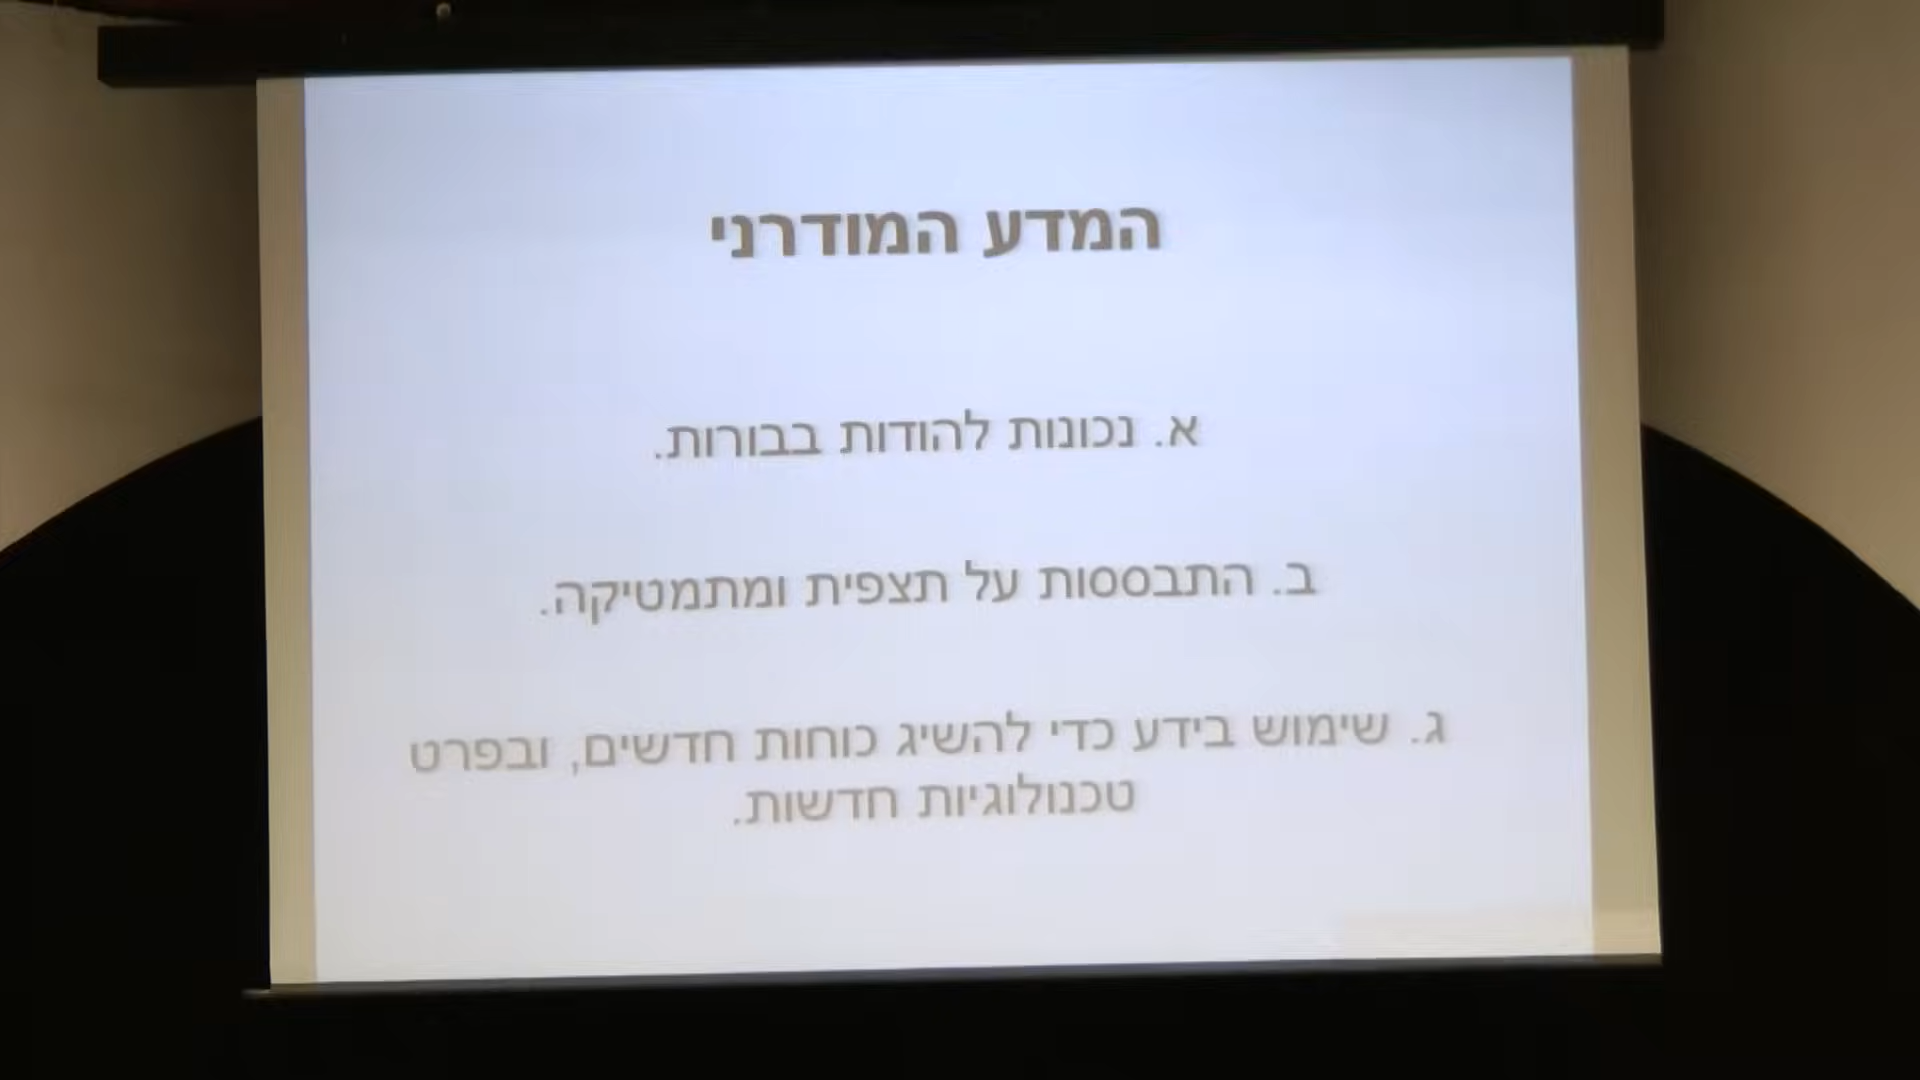 המדע המודרני
א. נכונות להודות בבורות.
ב. התבססות על תצפית ומתמטיקה.
ג. שימוש בידע כדי להשיג כוחות חדשים, ובפרט
טכנולוגיות חדשות.